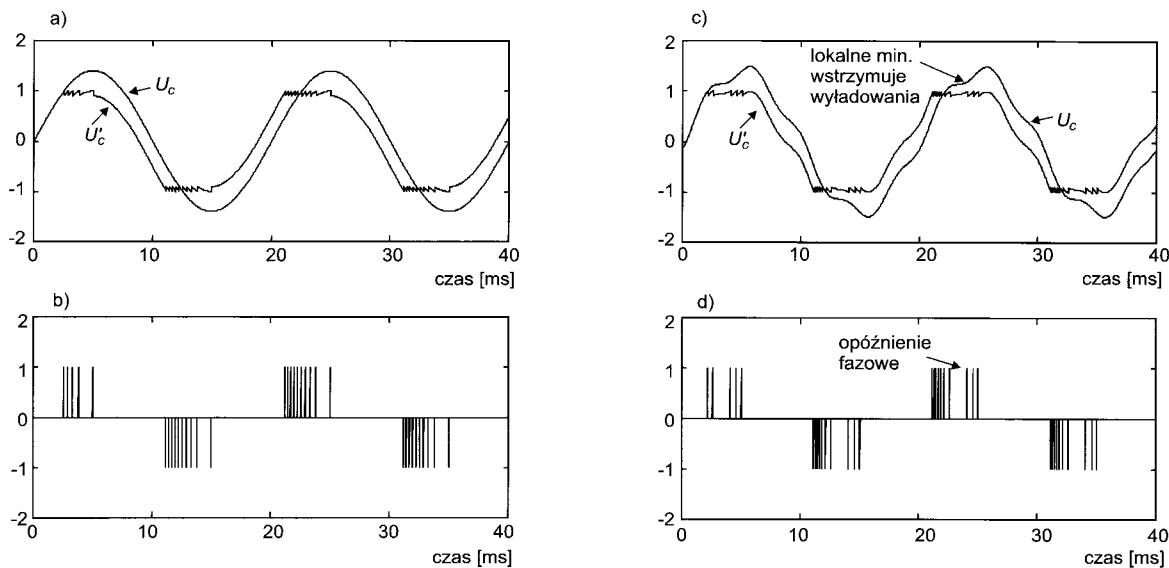 a)
2
1
0
-1
-2
U_c
U'_c
0
10
20
30
40
czas [ms]
c)
2
1
0
-1
-2
lokalne min.
wstrzymuje
wyładowania
U_c
U'_c
0
10
20
30
40
czas [ms]
b)
2
1
0
-1
-2
0
10
20
30
40
czas [ms]
d)
2
1
0
-1
-2
opóźnienie
fazowe
0
10
20
30
40
czas [ms]